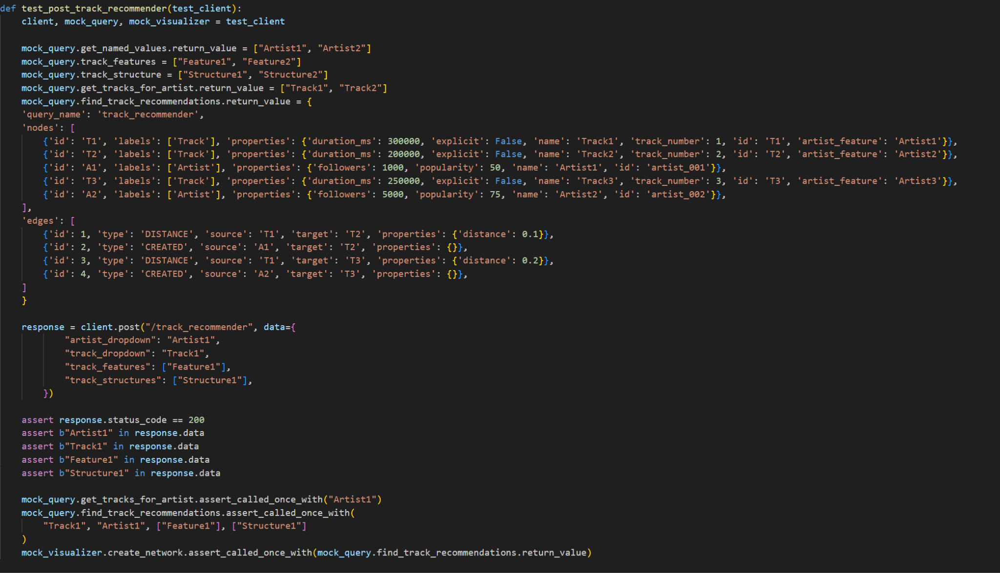 def test_post_track_recommender(test_client):
    client, mock_query, mock_visualizer = test_client

    mock_query.get_named_values.return_value = ["Artist1", "Artist2"]
    mock_query.track_features = ["Feature1", "Feature2"]
    mock_query.track_structure = ["Structure1", "Structure2"]
    mock_query.get_tracks_for_artist.return_value = ["Track1", "Track2"]
    mock_query.find_track_recommendations.return_value = {
    'query_name': 'track_recommender',
    'nodes': [
        {'id': 'T1', 'labels': ['Track'], 'properties': {'duration_ms': 300000, 'explicit': False, 'name': 'Track1', 'track_number': 1, 'id': 'T1', 'artist_feature': 'Artist1'}},
        {'id': 'T2', 'labels': ['Track'], 'properties': {'duration_ms': 200000, 'explicit': False, 'name': 'Track2', 'track_number': 2, 'id': 'T2', 'artist_feature': 'Artist2'}},
        {'id': 'A1', 'labels': ['Artist'], 'properties': {'followers': 1000, 'popularity': 50, 'name': 'Artist1', 'id': 'artist_001'}},
        {'id': 'T3', 'labels': ['Track'], 'properties': {'duration_ms': 250000, 'explicit': False, 'name': 'Track3', 'track_number': 3, 'id': 'T3', 'artist_feature': 'Artist3'}},
        {'id': 'A2', 'labels': ['Artist'], 'properties': {'followers': 5000, 'popularity': 75, 'name': 'Artist2', 'id': 'artist_002'}},
    ],
    'edges': [
        {'id': 1, 'type': 'DISTANCE', 'source': 'T1', 'target': 'T2', 'properties': {'distance': 0.1}},
        {'id': 2, 'type': 'CREATED', 'source': 'A1', 'target': 'T2', 'properties': {}},
        {'id': 3, 'type': 'DISTANCE', 'source': 'T1', 'target': 'T3', 'properties': {'distance': 0.2}},
        {'id': 4, 'type': 'CREATED', 'source': 'A2', 'target': 'T3', 'properties': {}},
    ]
    }

    response = client.post("/track_recommender", data={
            "artist_dropdown": "Artist1",
            "track_dropdown": "Track1",
            "track_features": ["Feature1"],
            "track_structures": ["Structure1"],
        })

    assert response.status_code == 200
    assert b"Artist1" in response.data
    assert b"Track1" in response.data
    assert b"Feature1" in response.data
    assert b"Structure1" in response.data

    mock_query.get_tracks_for_artist.assert_called_once_with("Artist1")
    mock_query.find_track_recommendations.assert_called_once_with(
        "Track1", "Artist1", ["Feature1"], ["Structure1"]
    )
    mock_visualizer.create_network.assert_called_once_with(mock_query.find_track_recommendations.return_value)